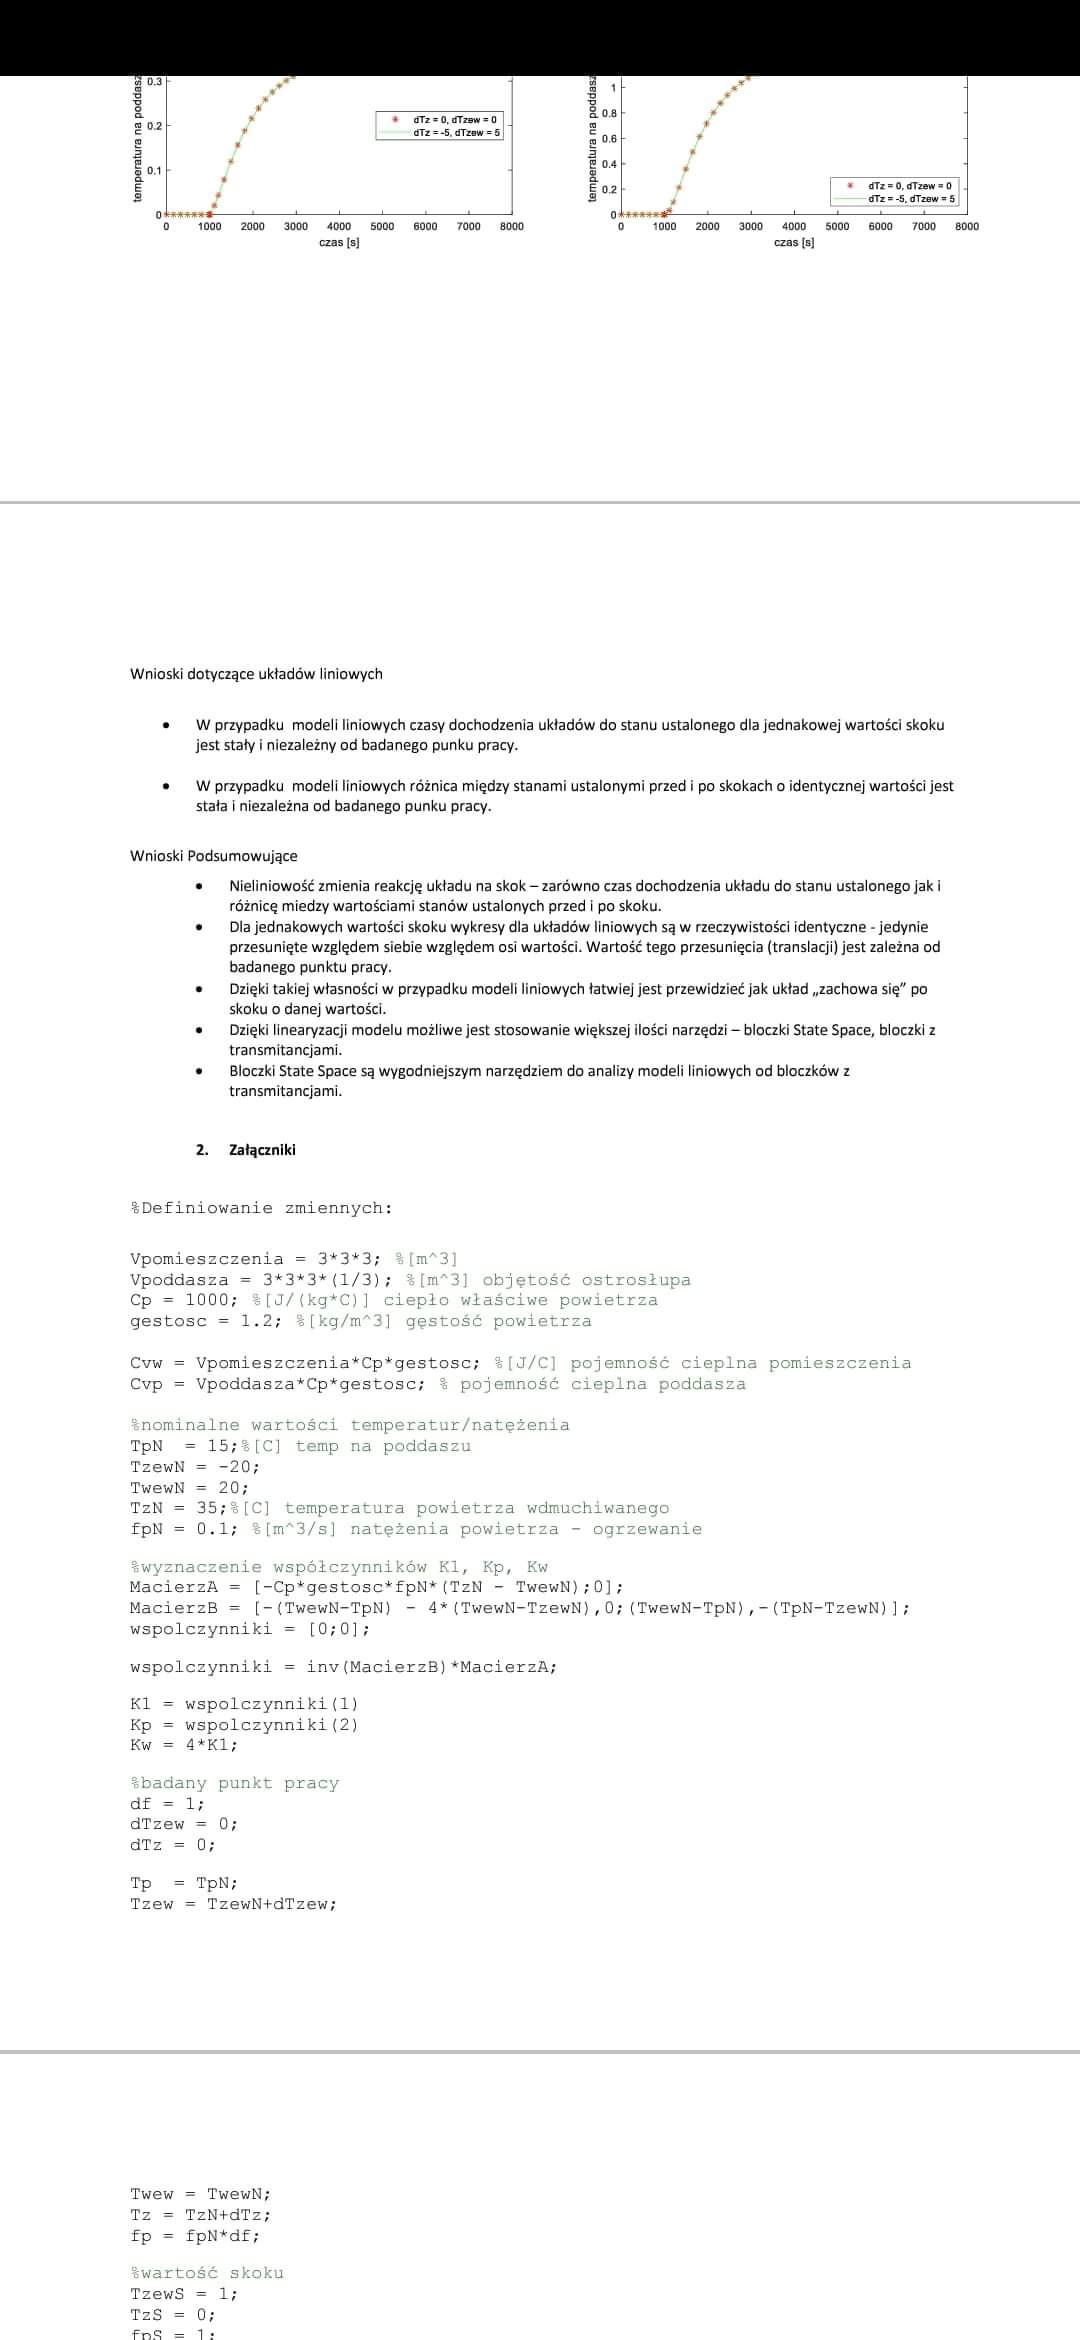 temperatura na
0.3
0.2
0.1
0
dTz = 0, dTzew = 0
dTz = -5, dTzew = 5
0 1000 2000 3000 4000 5000 6000 7000 8000
czas [s]
temperatura na
1
0.8
0.6
0.4
0.2
0
dTz = 0, dTzew = 0
dTz = -5, dTzew = 5
0 1000 2000 3000 4000 5000 6000 7000 8000
czas [s]
Wnioski dotyczące układów liniowych
• W przypadku modeli liniowych czasy dochodzenia układów do stanu ustalonego dla jednakowej wartości skoku
jest stały i niezależny od badanego punku pracy.
• W przypadku modeli liniowych różnica między stanami ustalonymi przed i po skokach o identycznej wartości jest
stała i niezależna od badanego punku pracy.
Wnioski Podsumowujące
• Nieliniowość zmienia reakcję układu na skok – zarówno czas dochodzenia układu do stanu ustalonego jak i
różnicę miedzy wartościami stanów ustalonych przed i po skoku.
• Dla jednakowych wartości skoku wykresy dla układów liniowych są w rzeczywistości identyczne - jedynie
przesunięte względem siebie względem osi wartości. Wartość tego przesunięcia (translacji) jest zależna od
badanego punktu pracy.
• Dzięki takiej własności w przypadku modeli liniowych łatwiej jest przewidzieć jak układ „zachowa się” po
skoku o danej wartości.
• Dzięki linearyzacji modelu możliwe jest stosowanie większej ilości narzędzi – bloczki State Space, bloczki z
transmitancjami.
• Bloczki State Space są wygodniejszym narzędziem do analizy modeli liniowych od bloczków z
transmitancjami.
2. Załączniki
%Definiowanie zmiennych:
Vpomieszczenia = 3*3*3; %[m^3]
Vpoddasza = 3*3*3*(1/3); %[m^3] objętość ostrosłupa
Cp = 1000; %[J/(kg*C)] ciepło właściwe powietrza
gestosc = 1.2; %[kg/m^3] gęstość powietrza
Cvw = Vpomieszczenia*Cp*gestosc; %[J/C] pojemność cieplna pomieszczenia
Cvp = Vpoddasza*Cp*gestosc; % pojemność cieplna poddasza
%nominalne wartości temperatur/natężenia
TpN  = 15;%[C] temp na poddaszu
TzewN = -20;
TwewN = 20;
TzN = 35;%[C] temperatura powietrza wdmuchiwanego
fpN = 0.1; %[m^3/s] natężenia powietrza - ogrzewanie
%wyznaczenie współczynników K1, Kp, Kw
MacierzA = [-Cp*gestosc*fpN*(TzN - TwewN);0];
MacierzB = [-(TwewN-TpN) - 4*(TwewN-TzewN),0;(TwewN-TpN),-(TpN-TzewN)];
wspolczynniki = [0;0];
wspolczynniki = inv(MacierzB)*MacierzA;
K1 = wspolczynniki(1)
Kp = wspolczynniki(2)
Kw = 4*K1;
%badany punkt pracy
df = 1;
dTzew = 0;
dTz = 0;
Tp  = TpN;
Tzew = TzewN+dTzew;
Twew = TwewN;
Tz = TzN+dTz;
fp = fpN*df;
%wartość skoku
TzewS = 1;
TzS = 0;
fpS = 1;